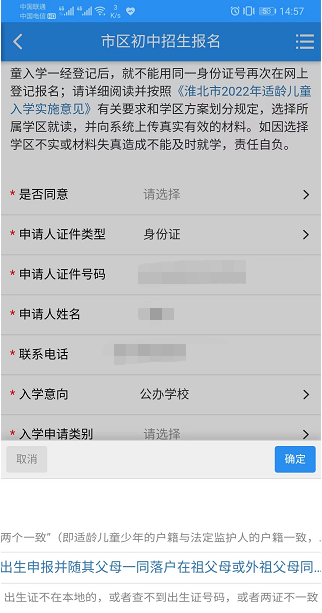 中国联通
中国电信 HD 4G 4G 3 K/s 53 14:57
市区初中招生报名
童入学一经登记后，就不能用同一身份证号再次在网上
登记报名；请详细阅读并按照《淮北市2022年适龄儿童
入学实施意见》有关要求和学区方案划分规定，选择所
属学区就读，并向系统上传真实有效的材料。如因选择
学区不实或材料失真造成不能及时就学，责任自负。
* 是否同意 请选择
* 申请人证件类型 身份证
* 申请人证件号码
* 申请人姓名
* 联系电话
* 入学意向 公办学校
* 入学申请类别 请选择
取消 确定
两个一致”（即适龄儿童少年的户籍与法定监护人的户籍一致，...
出生申报并随其父母一同落户在祖父母或外祖父母同...
出生证不在本地的，或者查不到出生证号码，或者两证不一致